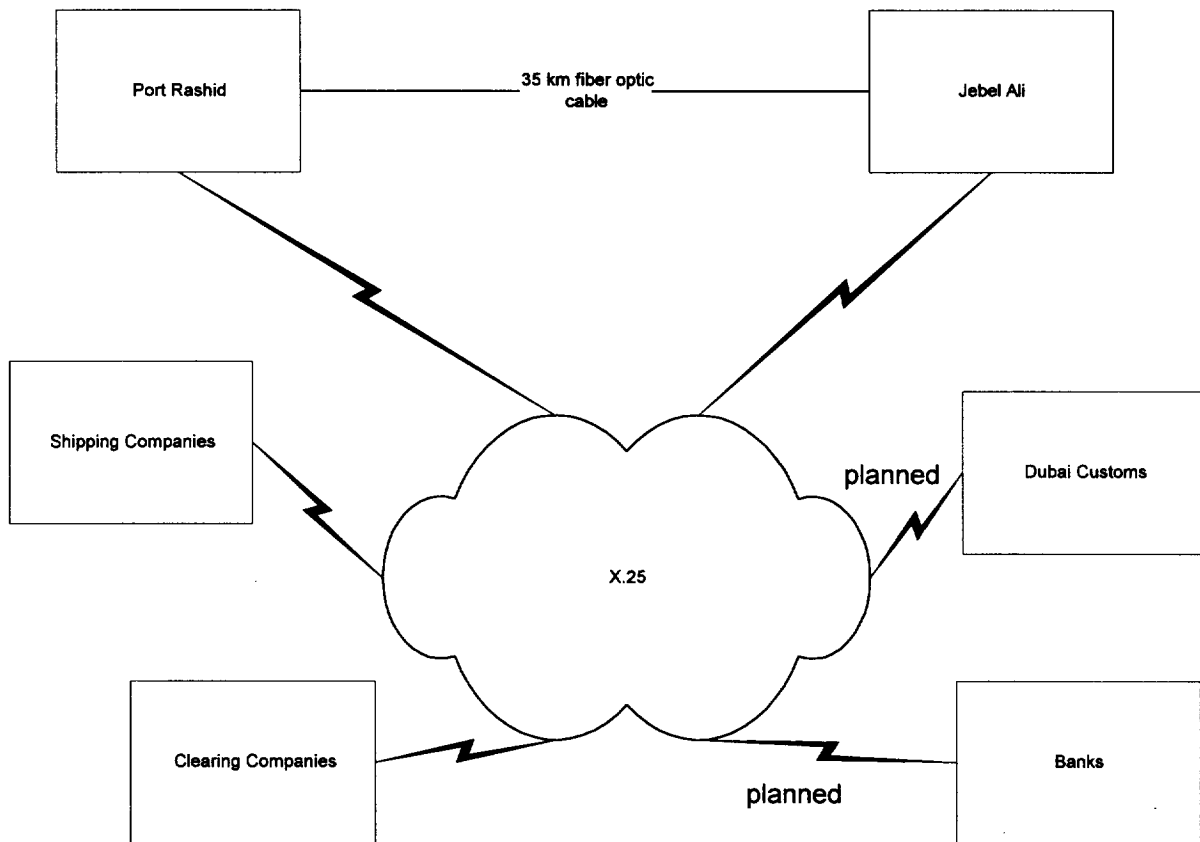 Port Rashid
35 km fiber optic
cable
Jebel Ali
Shipping Companies
planned
Dubai Customs
X.25
Clearing Companies
planned
Banks